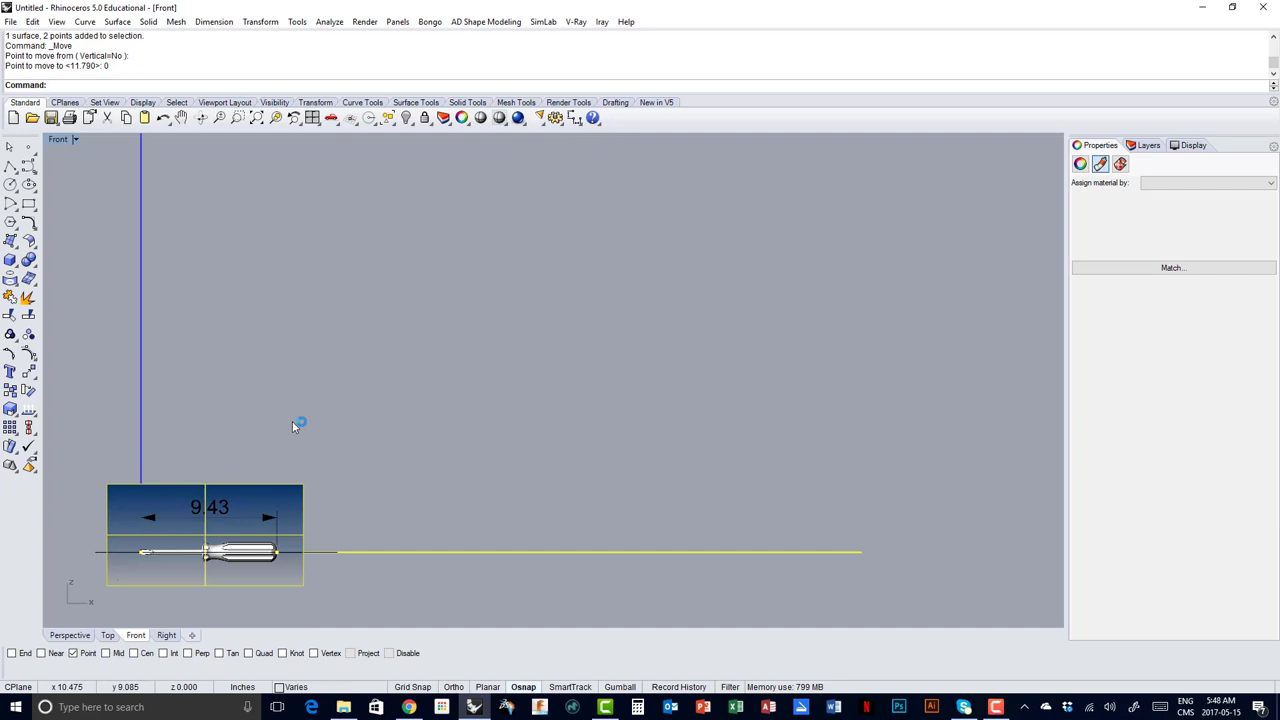 Untitled - Rhinoceros 5.0 Educational - [Front]
File Edit View Curve Surface Solid Mesh Dimension Transform Tools Analyze Render Panels Bongo AD Shape Modeling SimLab V-Ray Iray Help
1 surface, 2 points added to selection.
Command: _Move
Point to move from ( Vertical=No ):
Point to move to <11.790>: 0
Command:
Standard CPlanes Set View Display Select Viewport Layout Visibility Transform Curve Tools Surface Tools Solid Tools Mesh Tools Render Tools Drafting New in V5
Front
Properties Layers Display
Assign material by:
Match...
9.43
z
x
Perspective Top Front Right
End Near Point Mid Cen Int Perp Tan Quad Knot Vertex Project Disable
CPlane x 10.475 y 9.085 z 0.000 Inches Varies Grid Snap Ortho Planar Osnap SmartTrack Gumball Record History Filter Memory use: 799 MB
Type here to search
ENG 5:48 AM
CMS 2017-05-15